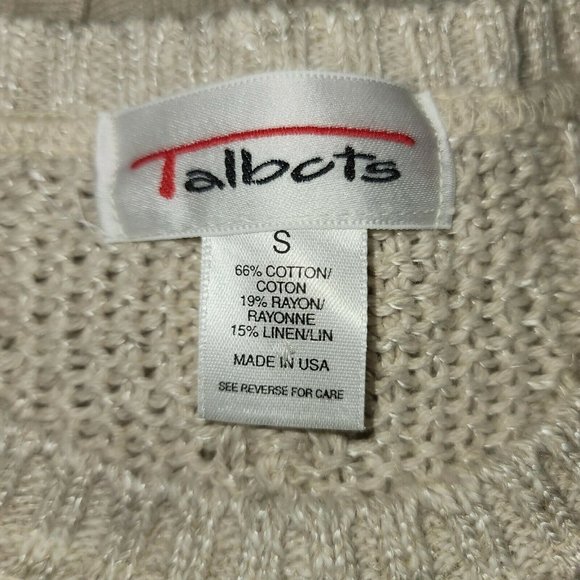 Talbots
S
66% COTTON/
COTON
19% RAYON/
RAYONNE
15% LINEN/LIN
MADE IN USA
SEE REVERSE FOR CARE